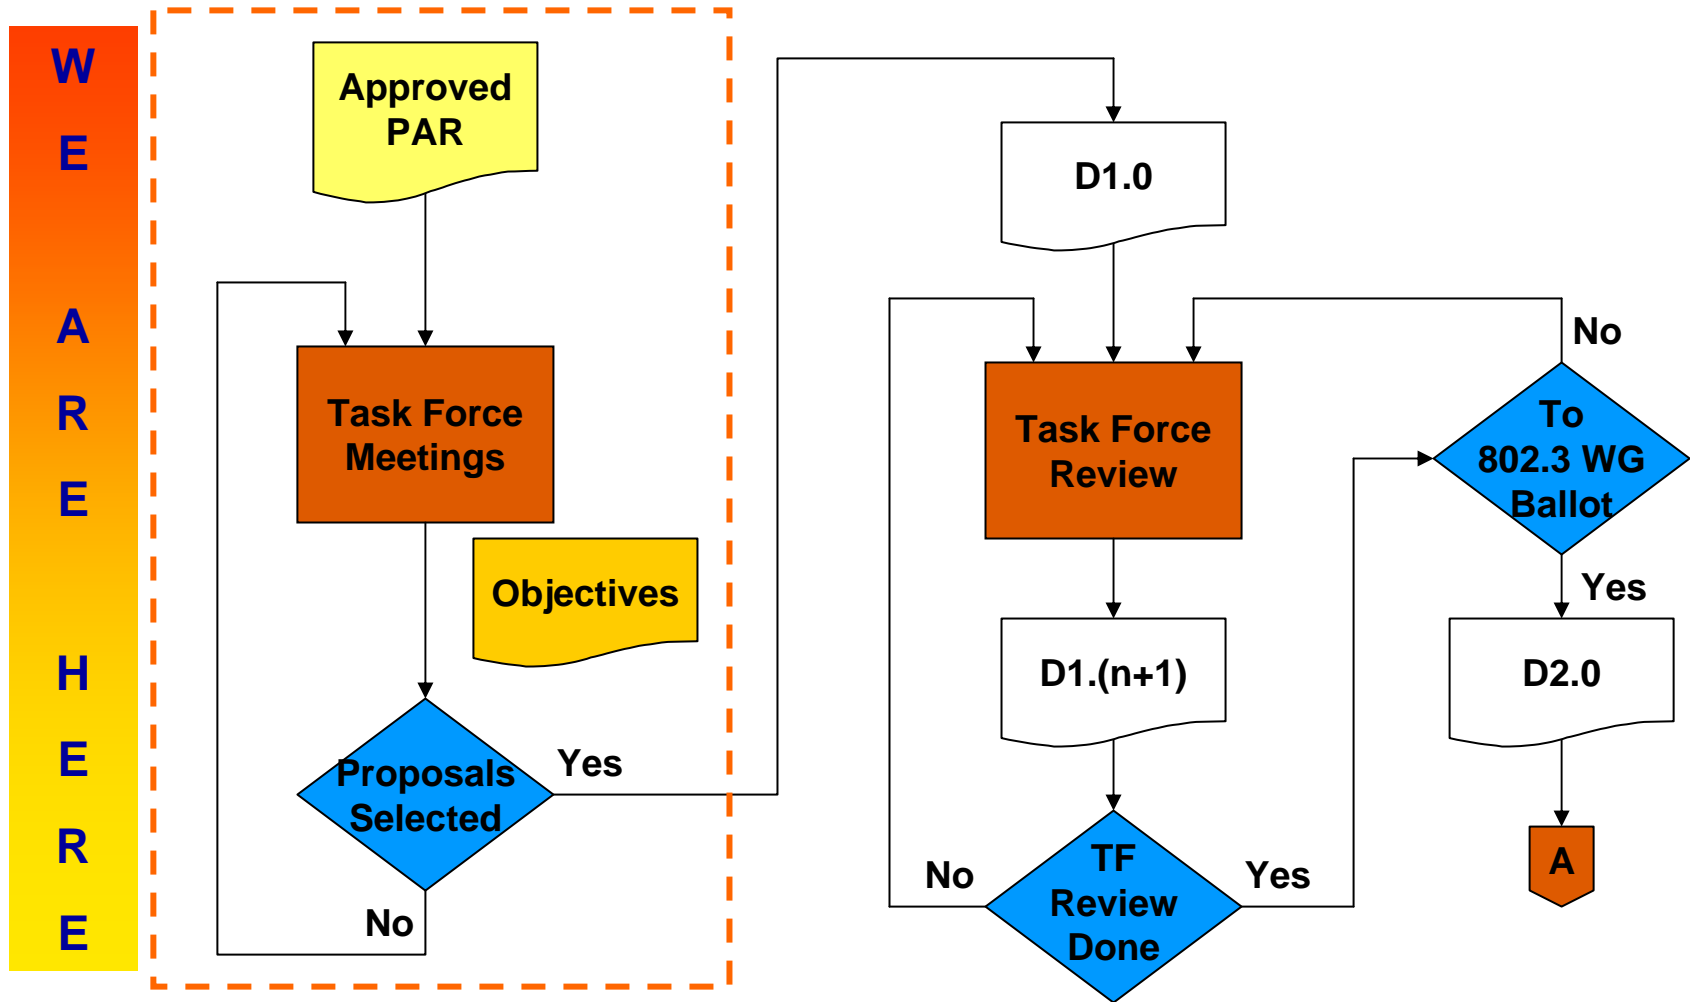 W
E
A
R
E
H
E
R
E
Approved
PAR
Task Force
Meetings
Objectives
Proposals
Selected
Yes
No
D1.0
Task Force
Review
D1.(n+1)
TF
Review
Done
No
Yes
To
802.3 WG
Ballot
No
Yes
D2.0
A